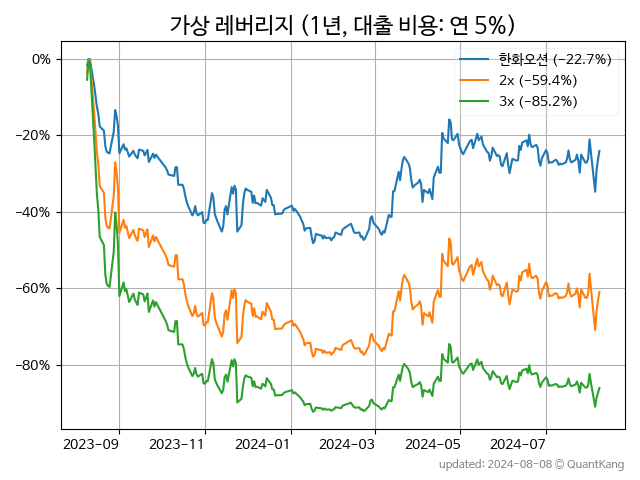 가상 레버리지 (1년, 대출 비용: 연 5%)
한화오션 (-22.7%)
2x (-59.4%)
3x (-85.2%)
0%
-20%
-40%
-60%
-80%
2023-09 2023-11 2024-01 2024-03 2024-05 2024-07
updated: 2024-08-08 © QuantKang